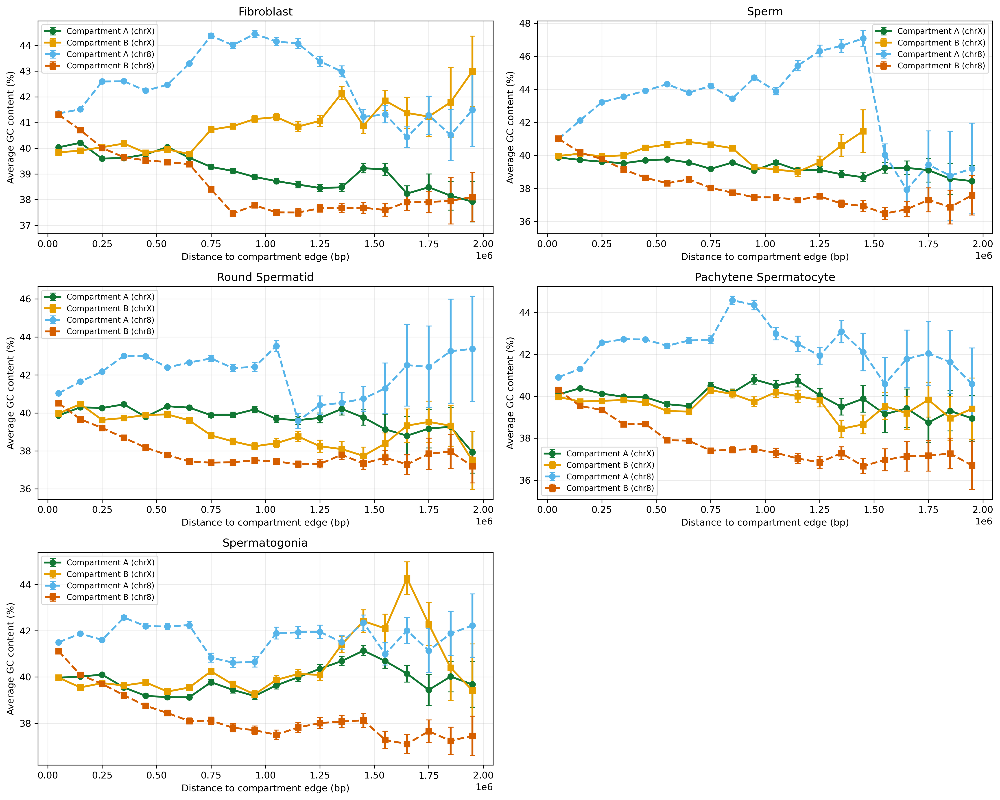 Fibroblast
Average GC content (%)
44
43
42
41
40
39
38
37
Compartment A (chrX)
Compartment B (chrX)
Compartment A (chr8)
Compartment B (chr8)
0.00 0.25 0.50 0.75 1.00 1.25 1.50 1.75 2.00
1e6
Distance to compartment edge (bp)
Sperm
Average GC content (%)
48
46
44
42
40
38
36
Compartment A (chrX)
Compartment B (chrX)
Compartment A (chr8)
Compartment B (chr8)
0.00 0.25 0.50 0.75 1.00 1.25 1.50 1.75 2.00
1e6
Distance to compartment edge (bp)
Round Spermatid
Average GC content (%)
46
44
42
40
38
36
Compartment A (chrX)
Compartment B (chrX)
Compartment A (chr8)
Compartment B (chr8)
0.00 0.25 0.50 0.75 1.00 1.25 1.50 1.75 2.00
1e6
Distance to compartment edge (bp)
Pachytene Spermatocyte
Average GC content (%)
44
42
40
38
36
Compartment A (chrX)
Compartment B (chrX)
Compartment A (chr8)
Compartment B (chr8)
0.00 0.25 0.50 0.75 1.00 1.25 1.50 1.75 2.00
1e6
Distance to compartment edge (bp)
Spermatogonia
Average GC content (%)
44
42
40
38
Compartment A (chrX)
Compartment B (chrX)
Compartment A (chr8)
Compartment B (chr8)
0.00 0.25 0.50 0.75 1.00 1.25 1.50 1.75 2.00
1e6
Distance to compartment edge (bp)